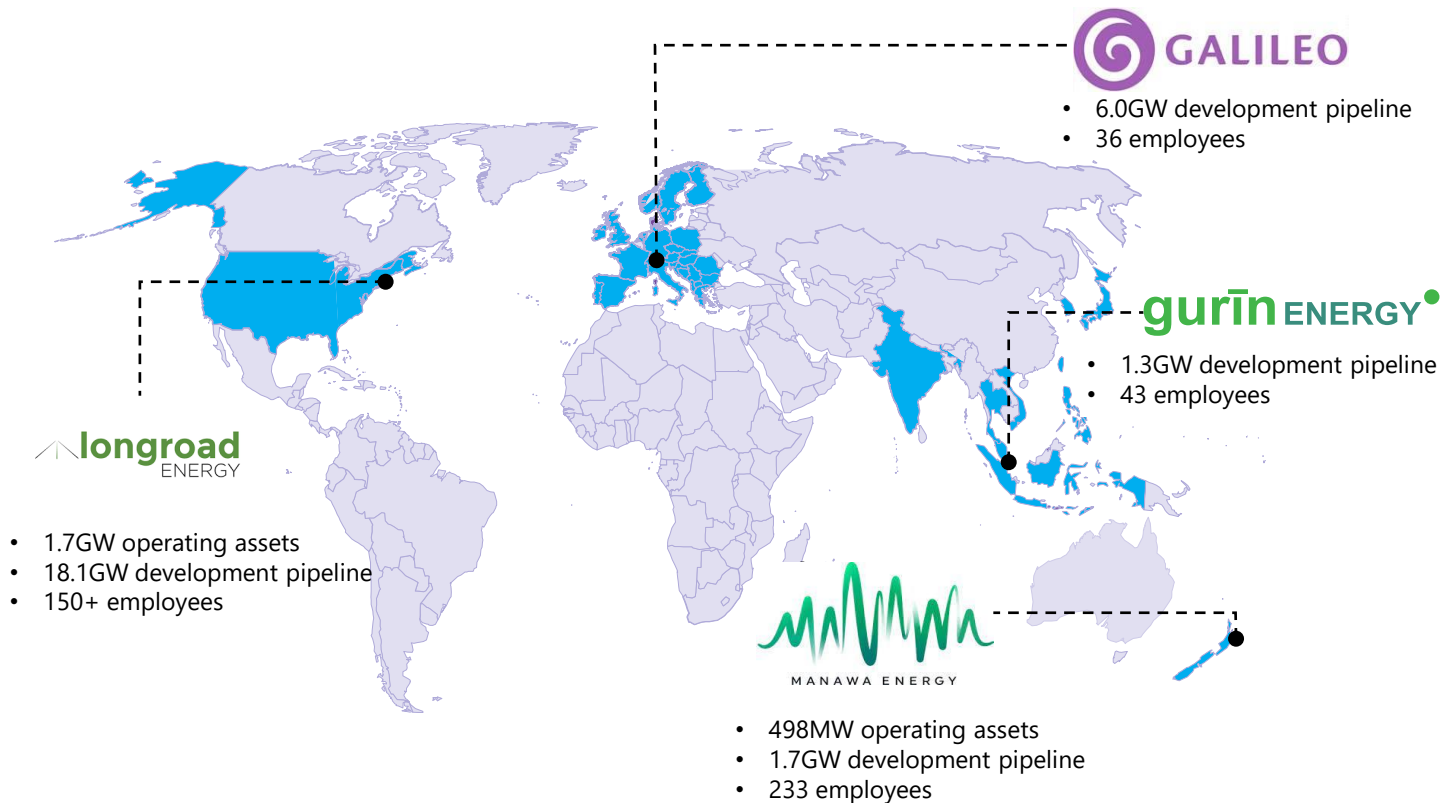 GALILEO
• 6.0GW development pipeline
• 36 employees
gurīn ENERGY
• 1.3GW development pipeline
• 43 employees
longroad
ENERGY
• 1.7GW operating assets
• 18.1GW development pipeline
• 150+ employees
MANAWA
MANAWA ENERGY
• 498MW operating assets
• 1.7GW development pipeline
• 233 employees